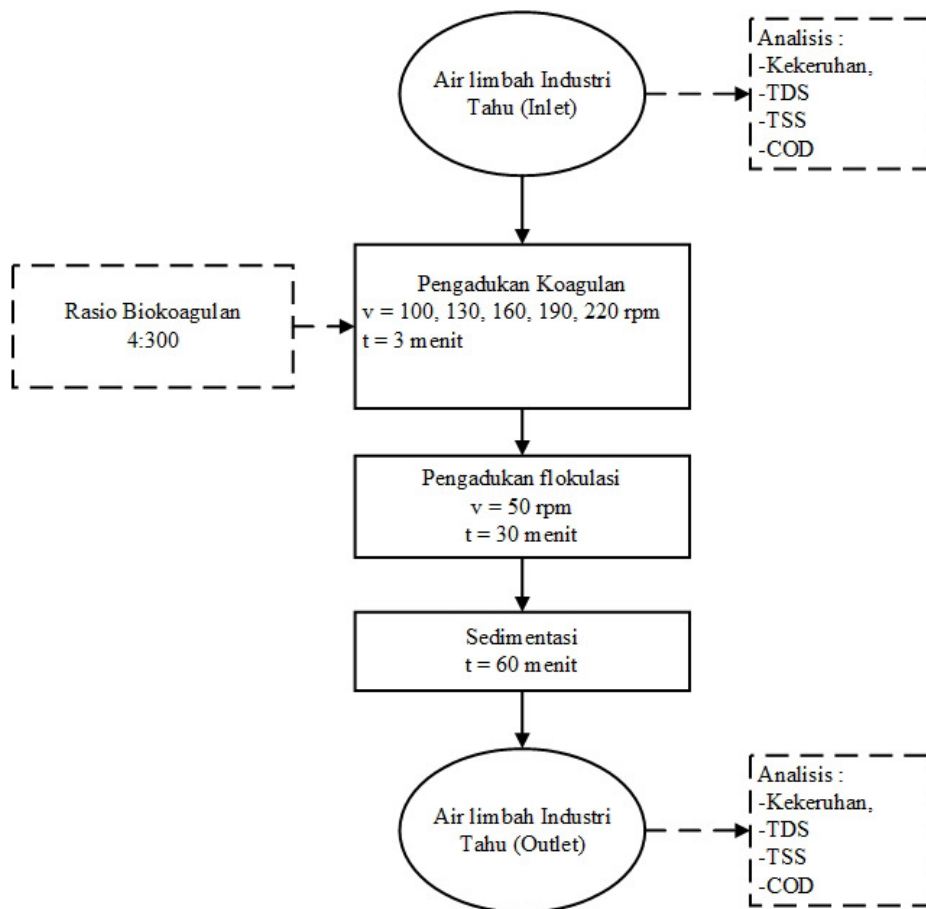 Air limbah Industri
Tahu (Inlet)
Analisis :
-Kekeruhan,
-TDS
-TSS
-COD
Rasio Biokoagulan
4:300
Pengadukan Koagulan
v = 100, 130, 160, 190, 220 rpm
t = 3 menit
Pengadukan flokulasi
v = 50 rpm
t = 30 menit
Sedimentasi
t = 60 menit
Air limbah Industri
Tahu (Outlet)
Analisis :
-Kekeruhan,
-TDS
-TSS
-COD